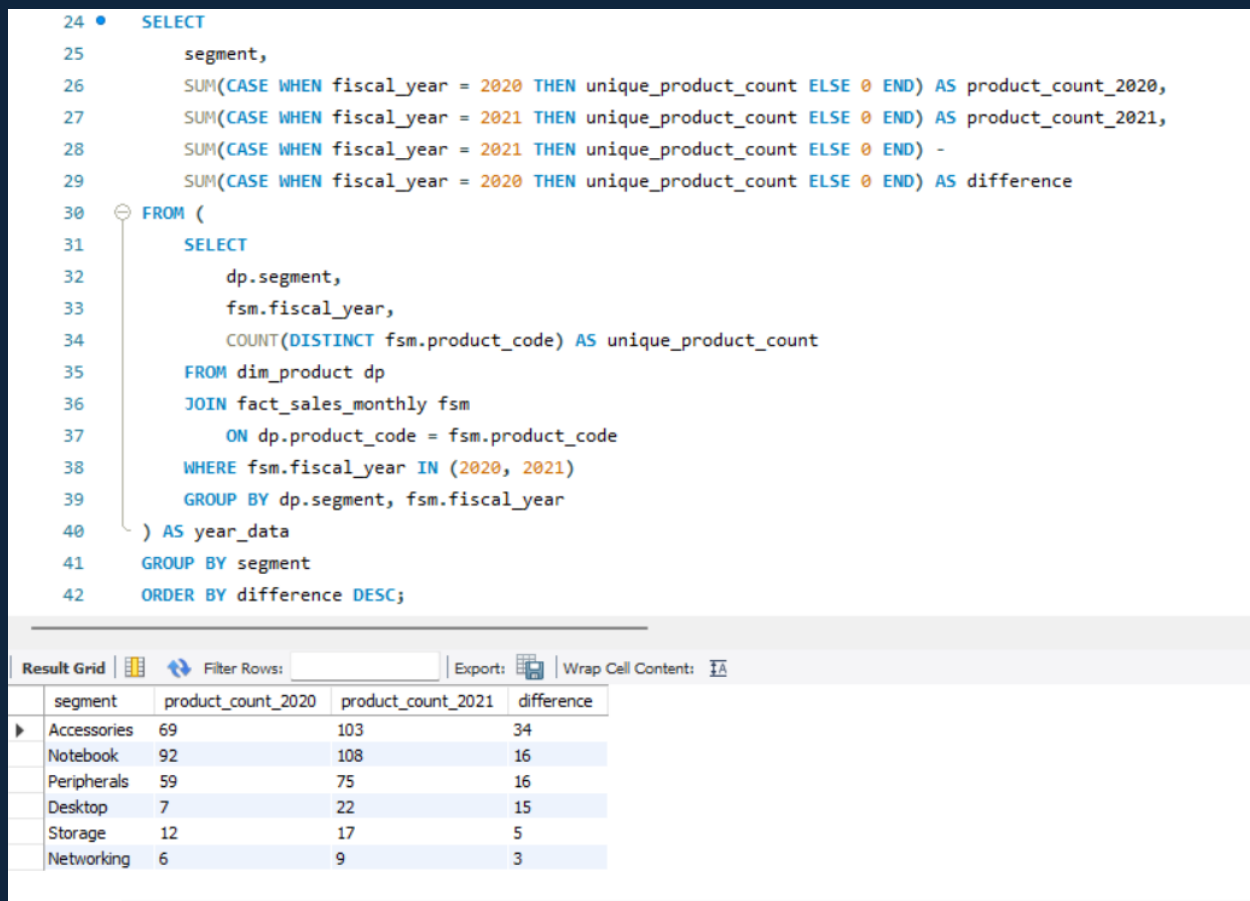 24 SELECT
25 segment,
26 SUM(CASE WHEN fiscal_year = 2020 THEN unique_product_count ELSE 0 END) AS product_count_2020,
27 SUM(CASE WHEN fiscal_year = 2021 THEN unique_product_count ELSE 0 END) AS product_count_2021,
28 SUM(CASE WHEN fiscal_year = 2021 THEN unique_product_count ELSE 0 END) -
29 SUM(CASE WHEN fiscal_year = 2020 THEN unique_product_count ELSE 0 END) AS difference
30 FROM (
31 SELECT
32 dp.segment,
33 fsm.fiscal_year,
34 COUNT(DISTINCT fsm.product_code) AS unique_product_count
35 FROM dim_product dp
36 JOIN fact_sales_monthly fsm
37 ON dp.product_code = fsm.product_code
38 WHERE fsm.fiscal_year IN (2020, 2021)
39 GROUP BY dp.segment, fsm.fiscal_year
40 ) AS year_data
41 GROUP BY segment
42 ORDER BY difference DESC;
Result Grid Filter Rows: Export: Wrap Cell Content: IA
segment product_count_2020 product_count_2021 difference
Accessories 69 103 34
Notebook 92 108 16
Peripherals 59 75 16
Desktop 7 22 15
Storage 12 17 5
Networking 6 9 3